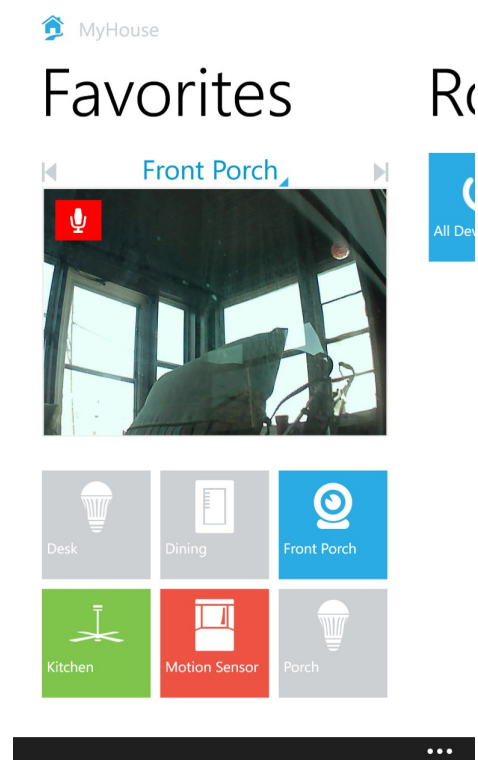 MyHouse
Favorites
Front Porch
All Dev
Desk
Dining
Front Porch
Kitchen
Motion Sensor
Porch